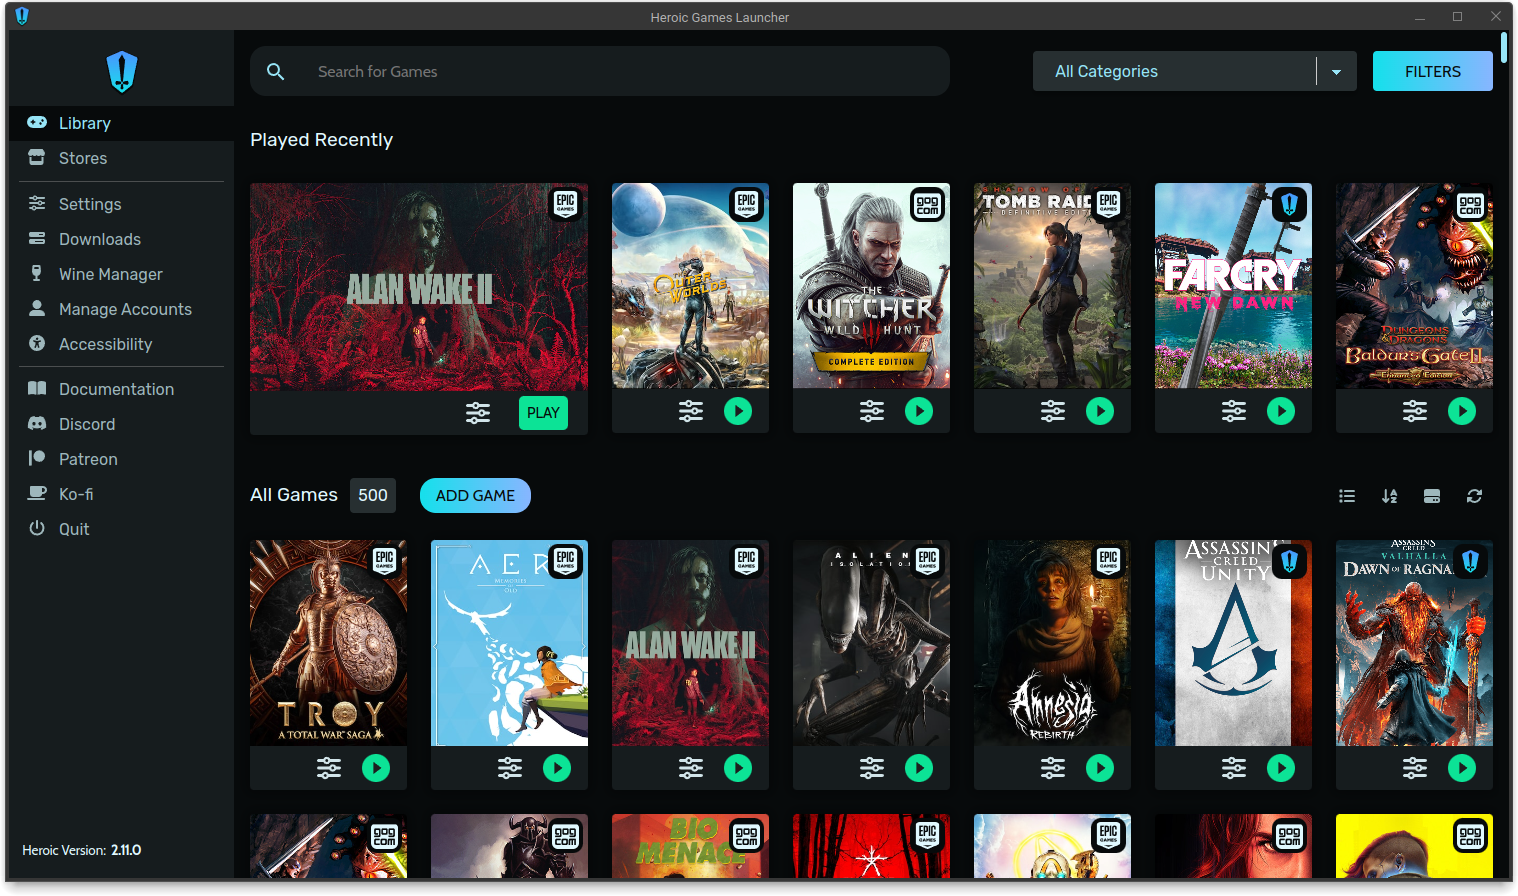 Heroic Games Launcher
Search for Games
All Categories
FILTERS
Library
Stores
Settings
Downloads
Wine Manager
Manage Accounts
Accessibility
Documentation
Discord
Patreon
Ko-fi
Quit
Heroic Version: 2.11.0
Played Recently
EPIC
GAMES
ALAN WAKE II
PLAY
EPIC
GAMES
THE
OUTER
WORLDS
gog
com
THE
WITCHER
WILD HUNT
COMPLETE EDITION
EPIC
GAMES
SHADOW OF
TOMB RAID
DEFINITIVE EDIT
FARCRY
NEW DAWN
gog
com
DUNGEONS
& DRAGONS
BALDUR'S GATE II
Enhanced Edition
All Games
500
ADD GAME
EPIC
GAMES
TROY
A TOTAL WAR SAGA
EPIC
GAMES
AER
MEMORIES
OLD
EPIC
GAMES
ALAN WAKE II
EPIC
GAMES
ALIEN
ISOLATION
EPIC
GAMES
Amnesia
REBIRTH
ASSASSIN'
CREED
UNITY
ASSASSIN'S
CREED
VALHALLA
DAWN OF RAGNA
gog
com
gog
com
gog
com
BIO
MENACE
EPIC
GAMES
EPIC
GAMES
gog
com
gog
com